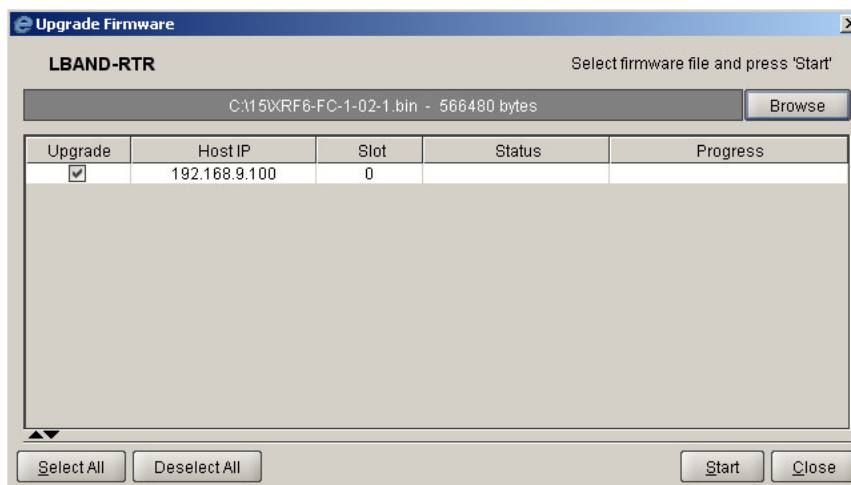 Upgrade Firmware
LBAND-RTR Select firmware file and press 'Start'
C:\15\XRF6-FC-1-02-1.bin - 566480 bytes Browse
Upgrade Host IP Slot Status Progress
192.168.9.100 0
Select All Deselect All Start Close